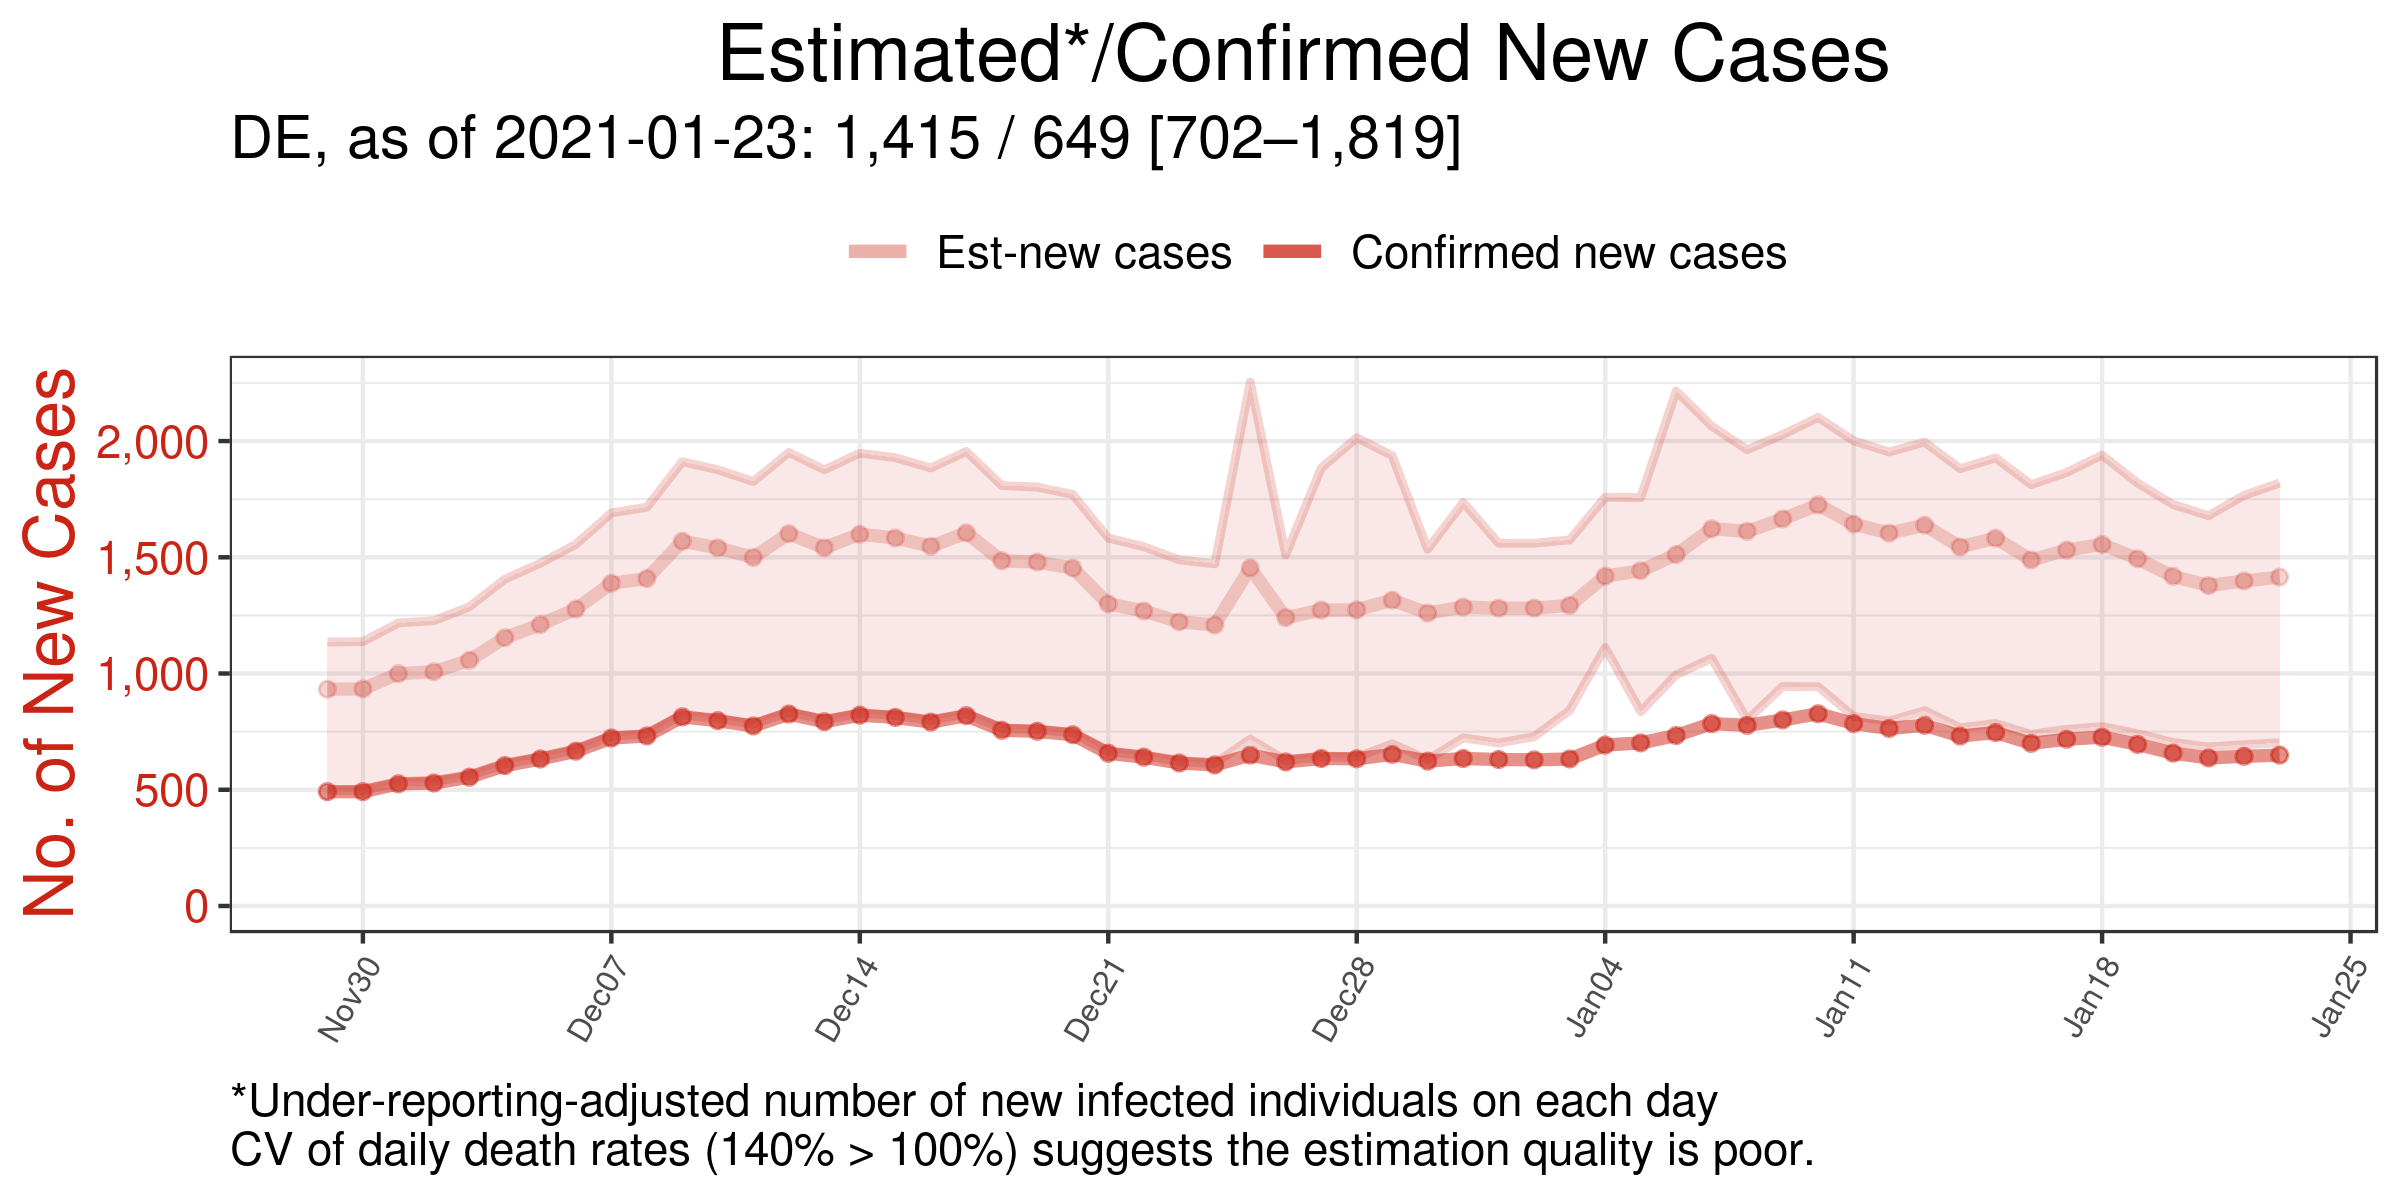 Estimated*/Confirmed New Cases
DE, as of 2021-01-23: 1,415 / 649 [702–1,819]
Est-new cases Confirmed new cases
No. of New Cases
2,000
1,500
1,000
500
0
Nov30 Dec07 Dec14 Dec21 Dec28 Jan04 Jan11 Jan18 Jan25
*Under-reporting-adjusted number of new infected individuals on each day
CV of daily death rates (140% > 100%) suggests the estimation quality is poor.